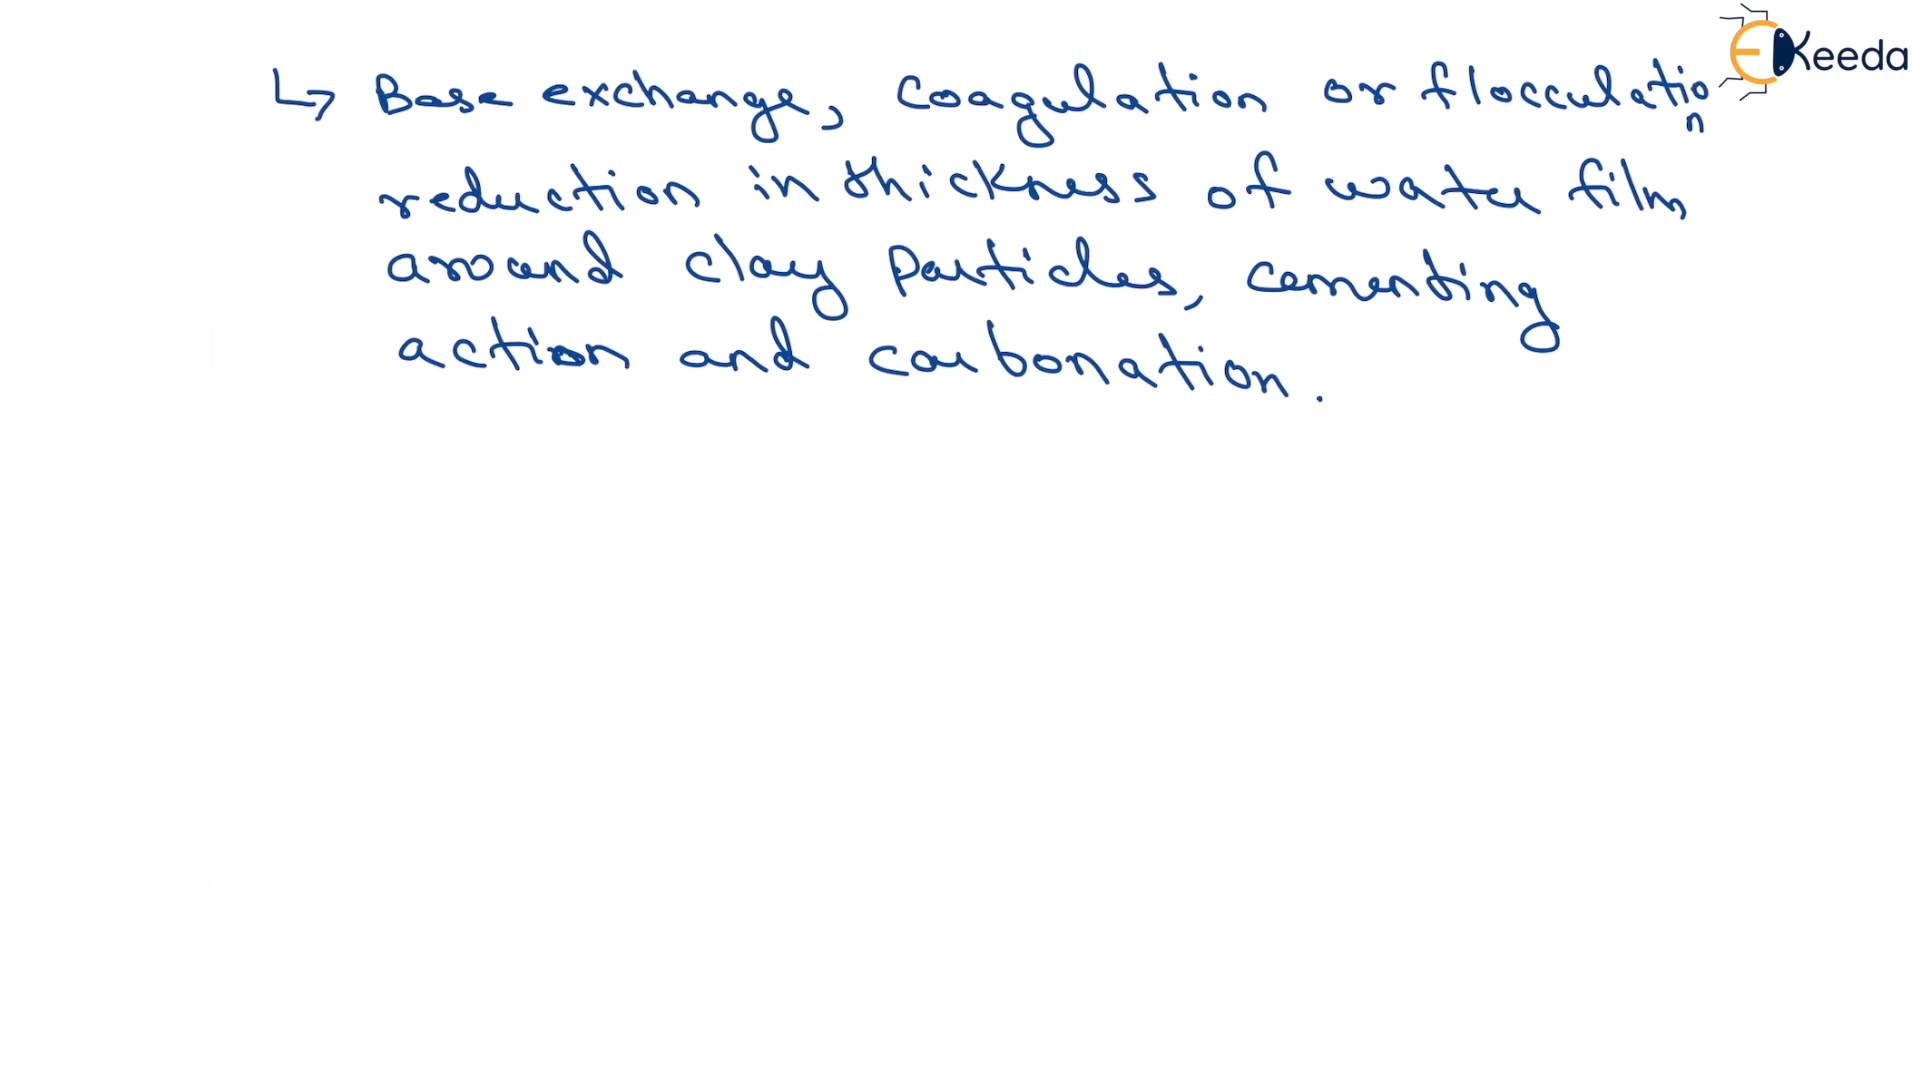 EKeeda
↳ Base exchange, coagulation or flocculation
reduction in thickness of water film
around clay particles, cementing
action and carbonation.